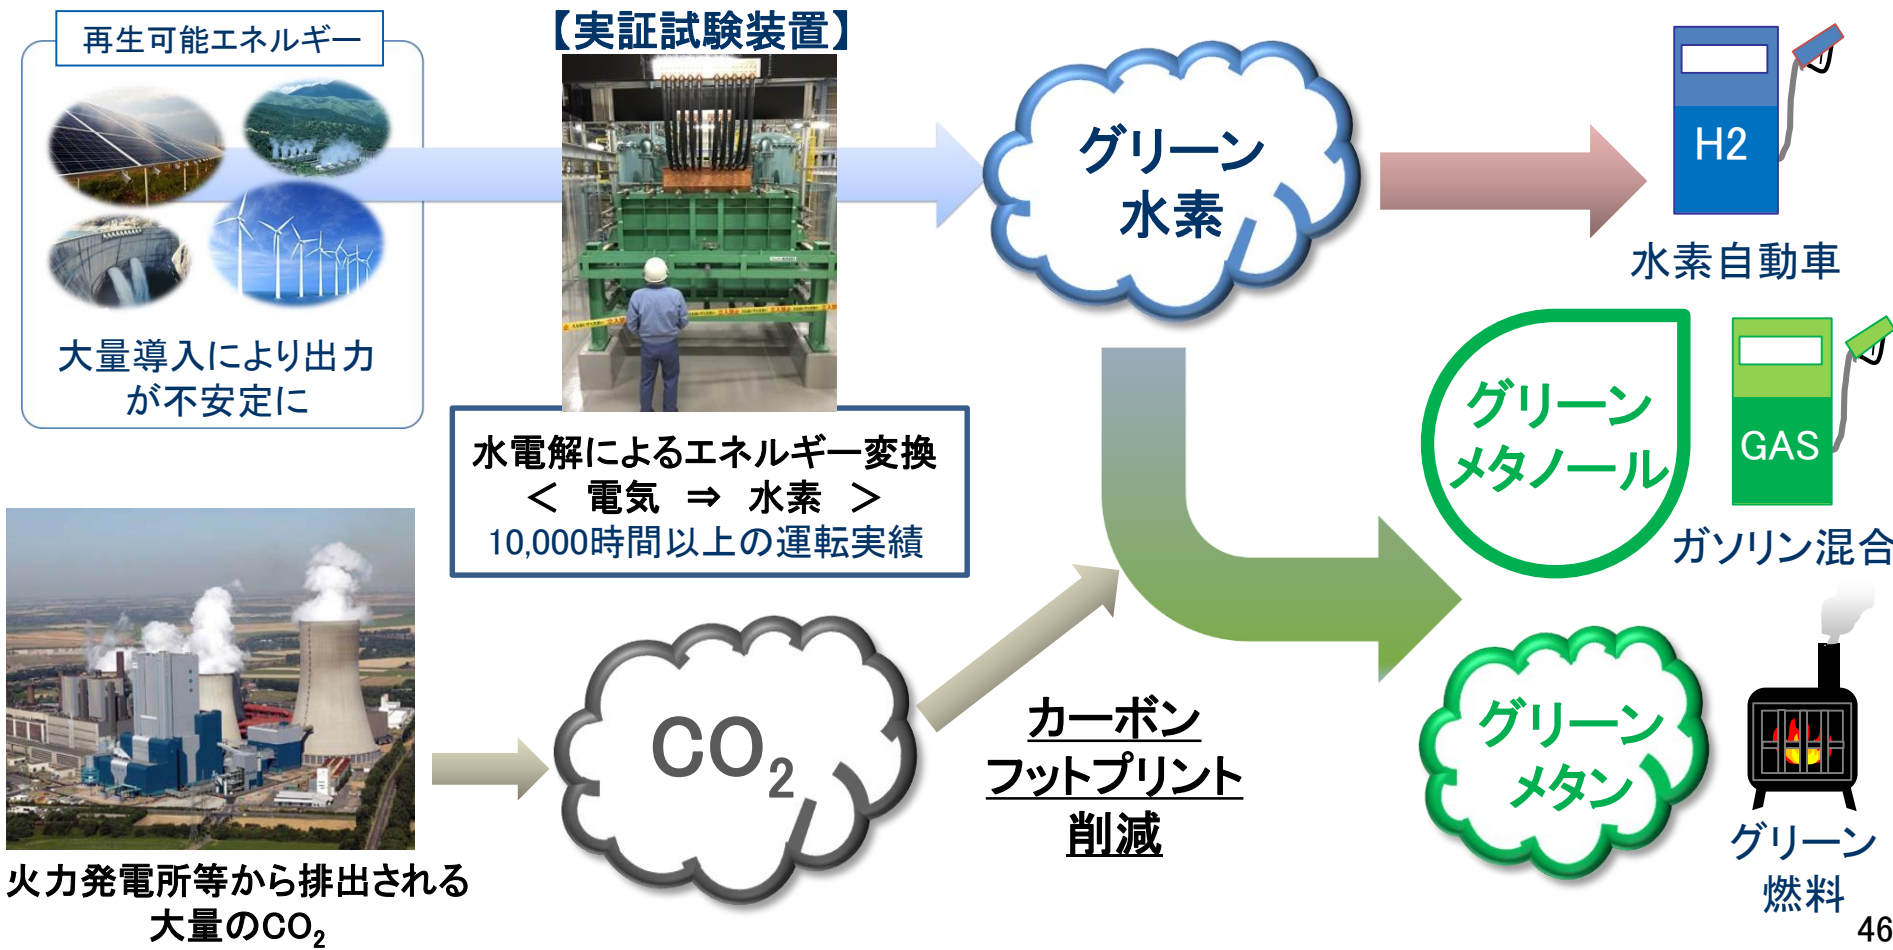 再生可能エネルギー
大量導入により出力
が不安定に
【実証試験装置】
水電解によるエネルギー変換
＜ 電気 ⇒ 水素 ＞
10,000時間以上の運転実績
グリーン
水素
H2
水素自動車
グリーン
メタノール
GAS
ガソリン混合
火力発電所等から排出される
大量のCO₂
CO₂
カーボン
フットプリント
削減
グリーン
メタン
グリーン
燃料
46